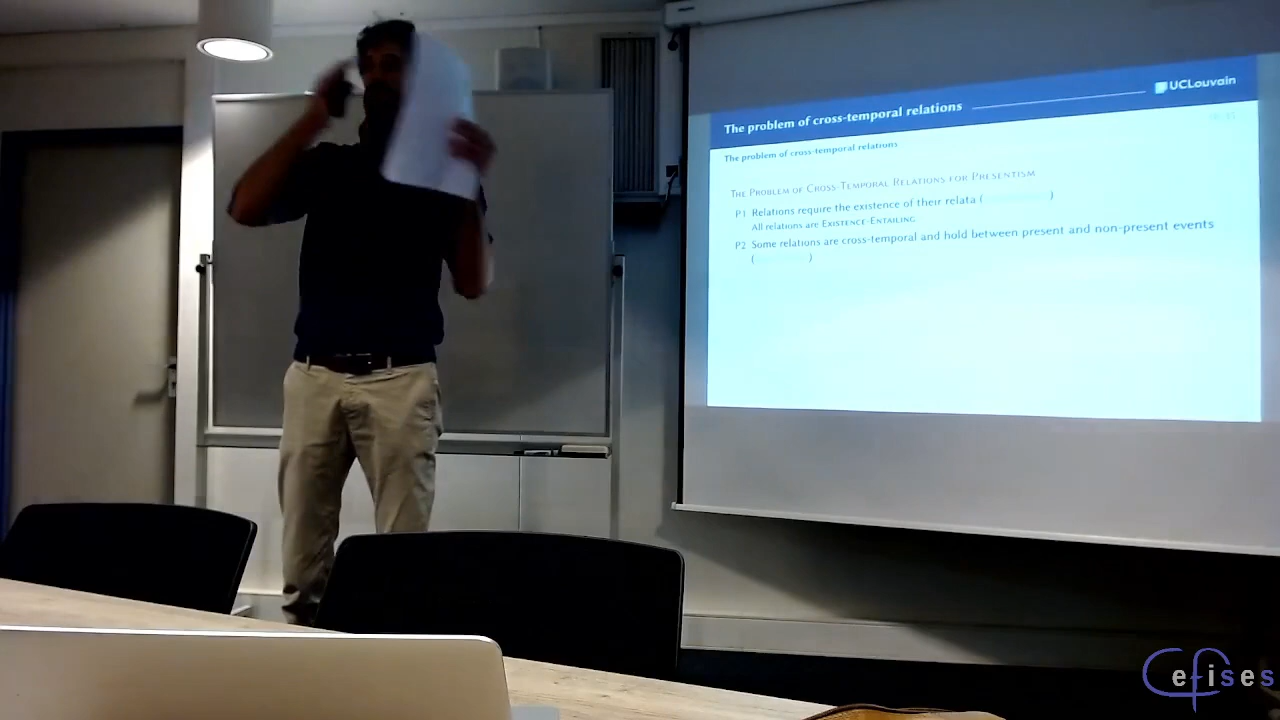 UCLouvain
The problem of cross-temporal relations
The problem of cross-temporal relations
The Problem of Cross-Temporal Relations for Presentism
P1 Relations require the existence of their relata ( )
All relations are Existence-Entailing
P2 Some relations are cross-temporal and hold between present and non-present events
( )
efises